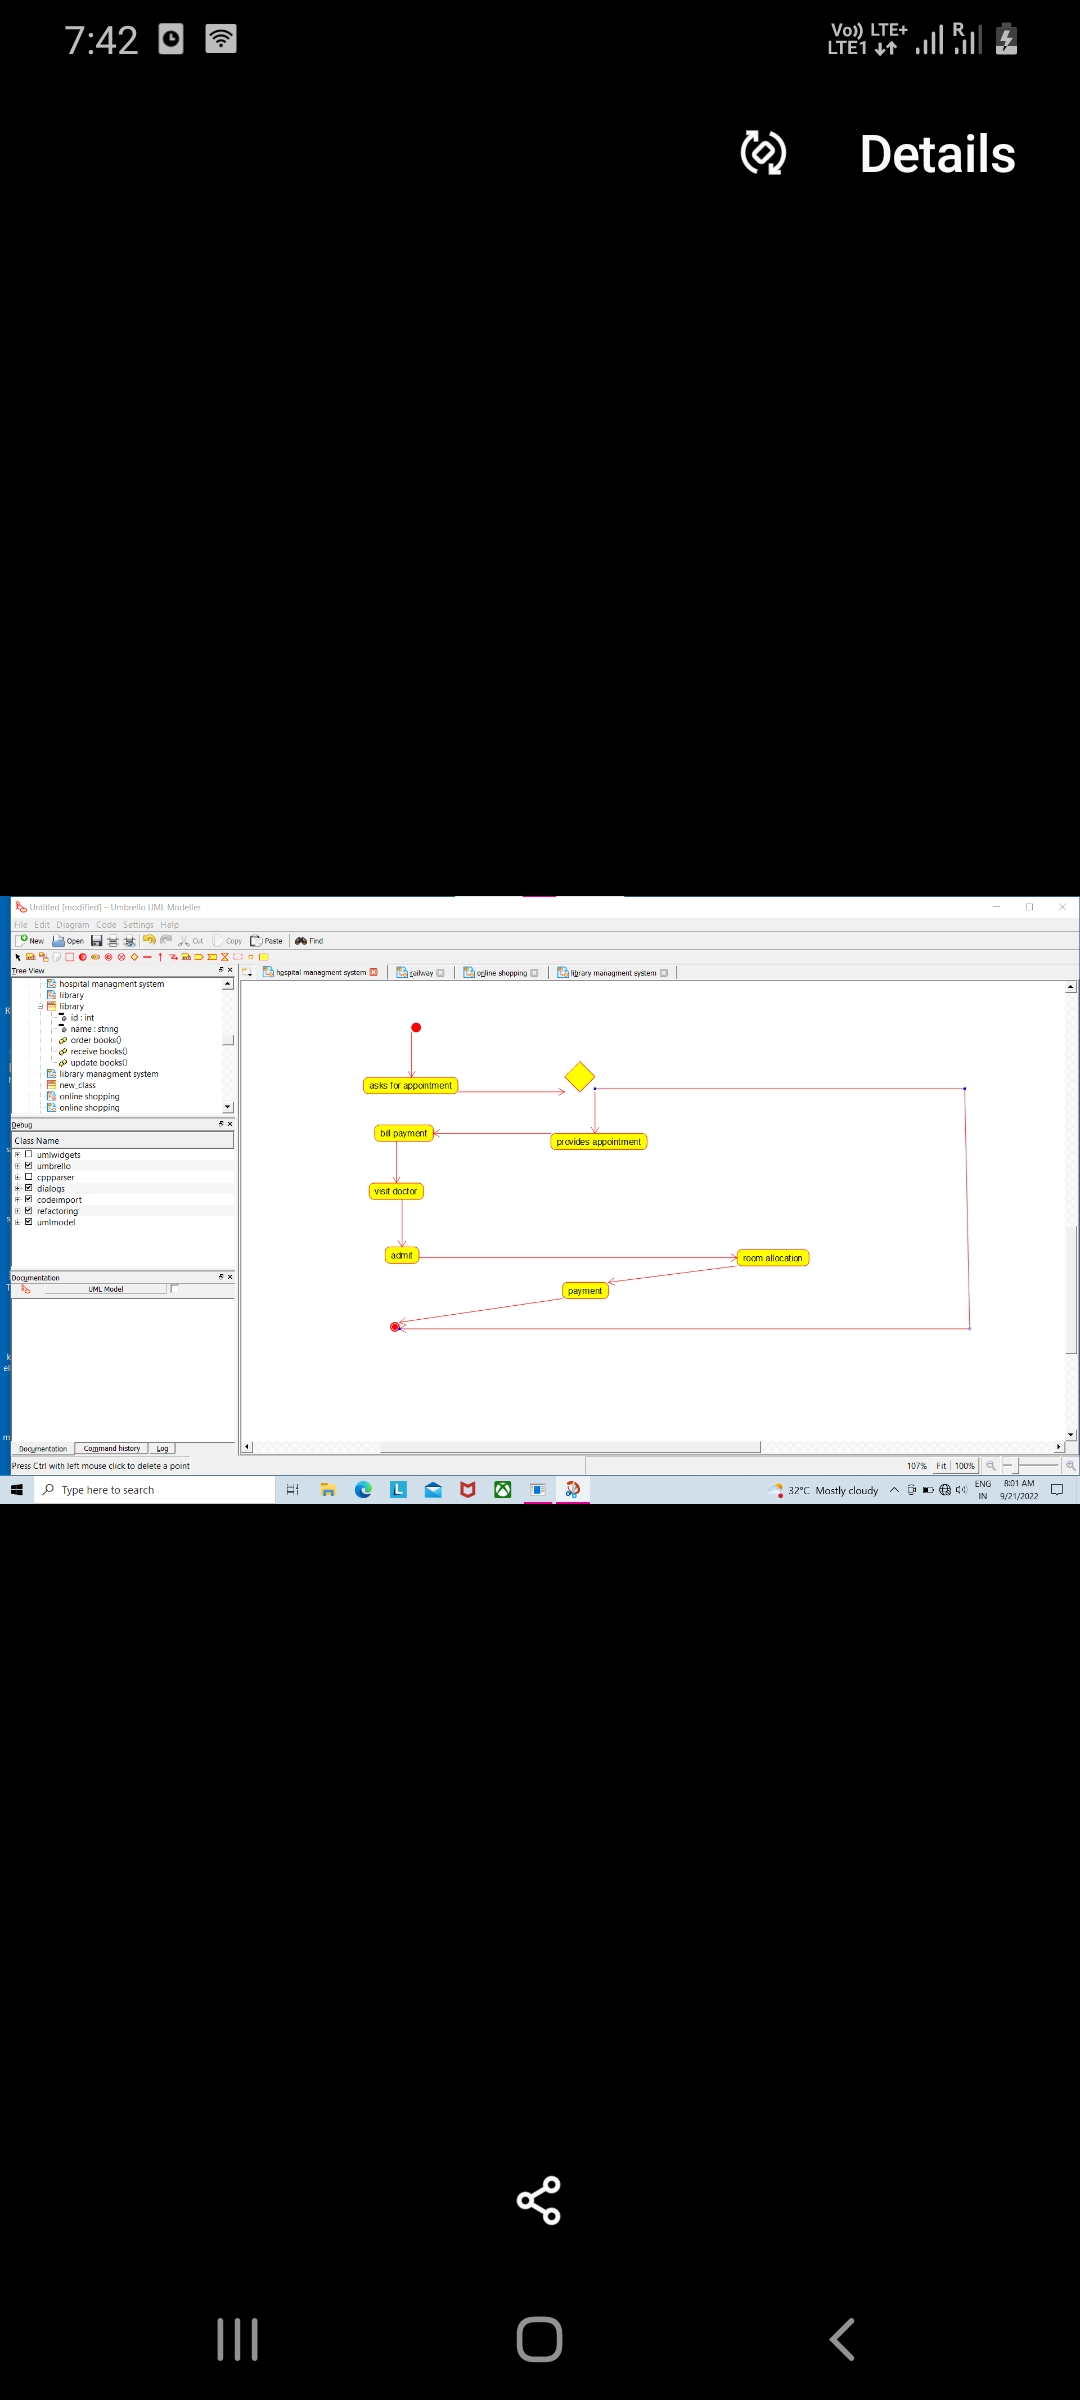 7:42
Vo)) LTE+
LTE1
R
Details
Untitled [modified] – Umbrello UML Modeller
File Edit Diagram Code Settings Help
New Open Cut Copy Paste Find
Tree View
hospital managment system
railway
online shopping
library managment system
hospital managment system
library
library
id : int
name : string
order books()
receive books()
update books()
library managment system
new_class
online shopping
online shopping
Debug
Class Name
umlwidgets
umbrello
cppparser
dialogs
codeimport
refactoring
umlmodel
Documentation
UML Model
asks for appointment
bill payment
provides appointment
visit doctor
admit
room allocation
payment
Documentation Command history Log
Press Ctrl with left mouse click to delete a point
107% Fit 100%
Type here to search
32°C Mostly cloudy
ENG
IN
8:01 AM
9/21/2022